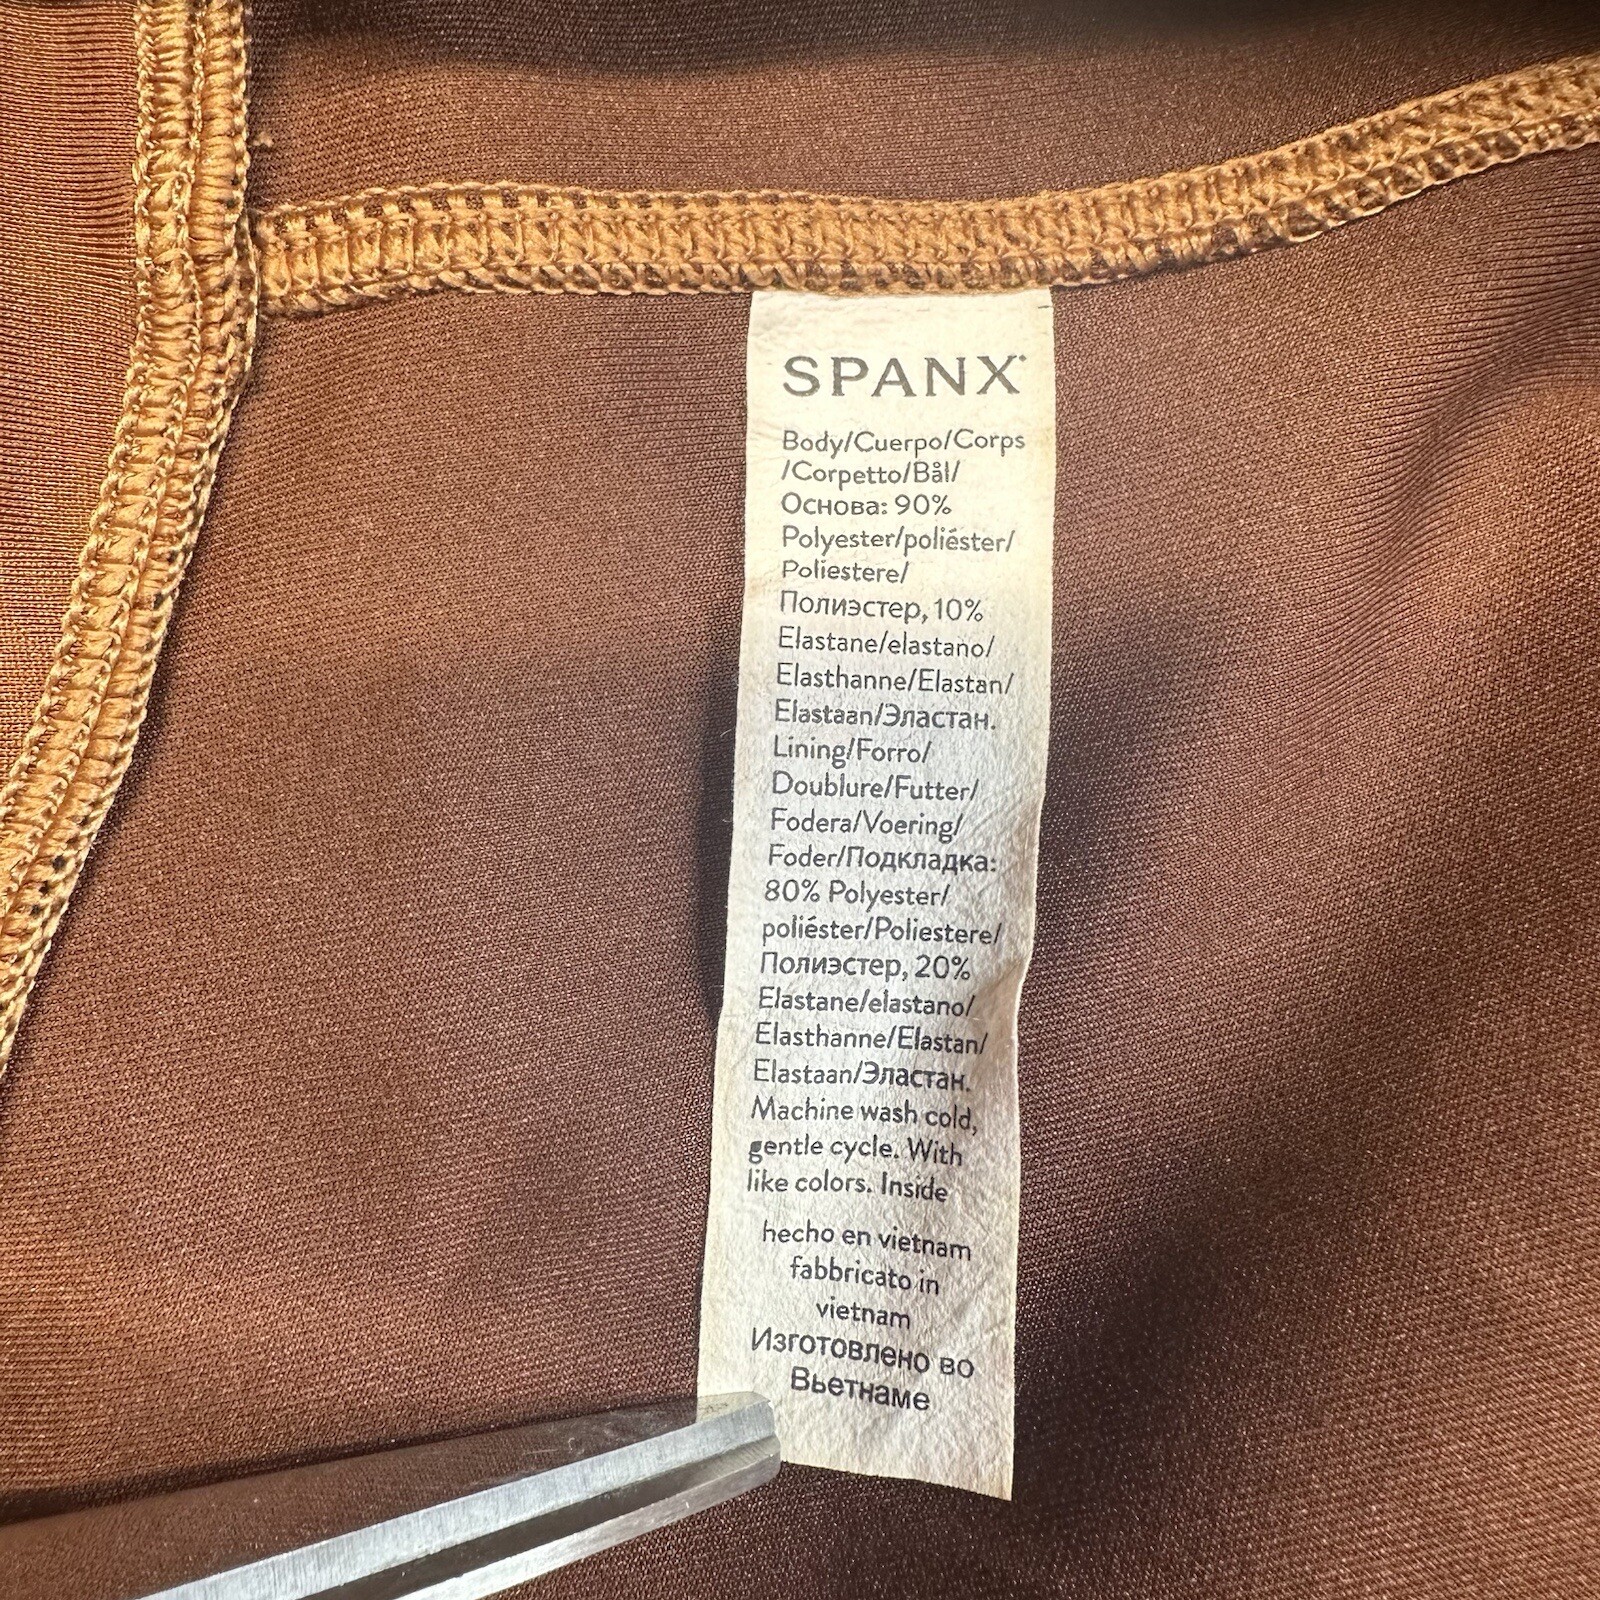 SPANX
Body/Cuerpo/Corps
/Corpetto/Bål/
Основа: 90%
Polyester/poliéster/
Poliestere/
Полиэстер, 10%
Elastane/elastano/
Elasthanne/Elastan/
Elastaan/Эластан.
Lining/Forro/
Doublure/Futter/
Fodera/Voering/
Foder/Подкладка:
80% Polyester/
poliéster/Poliestere/
Полиэстер, 20%
Elastane/elastano/
Elasthanne/Elastan/
Elastaan/Эластан.
Machine wash cold,
gentle cycle. With
like colors. Inside
hecho en vietnam
fabbricato in
vietnam
Изготовлено во
Вьетнаме